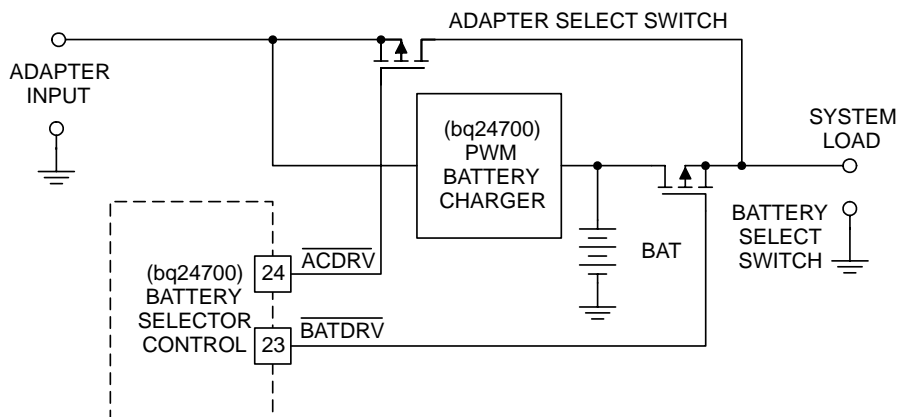 ADAPTER SELECT SWITCH
ADAPTER
INPUT
(bq24700)
PWM
BATTERY
CHARGER
SYSTEM
LOAD
BAT
BATTERY
SELECT
SWITCH
(bq24700)
BATTERY
SELECTOR
CONTROL
24
ACDRV
23
BATDRV